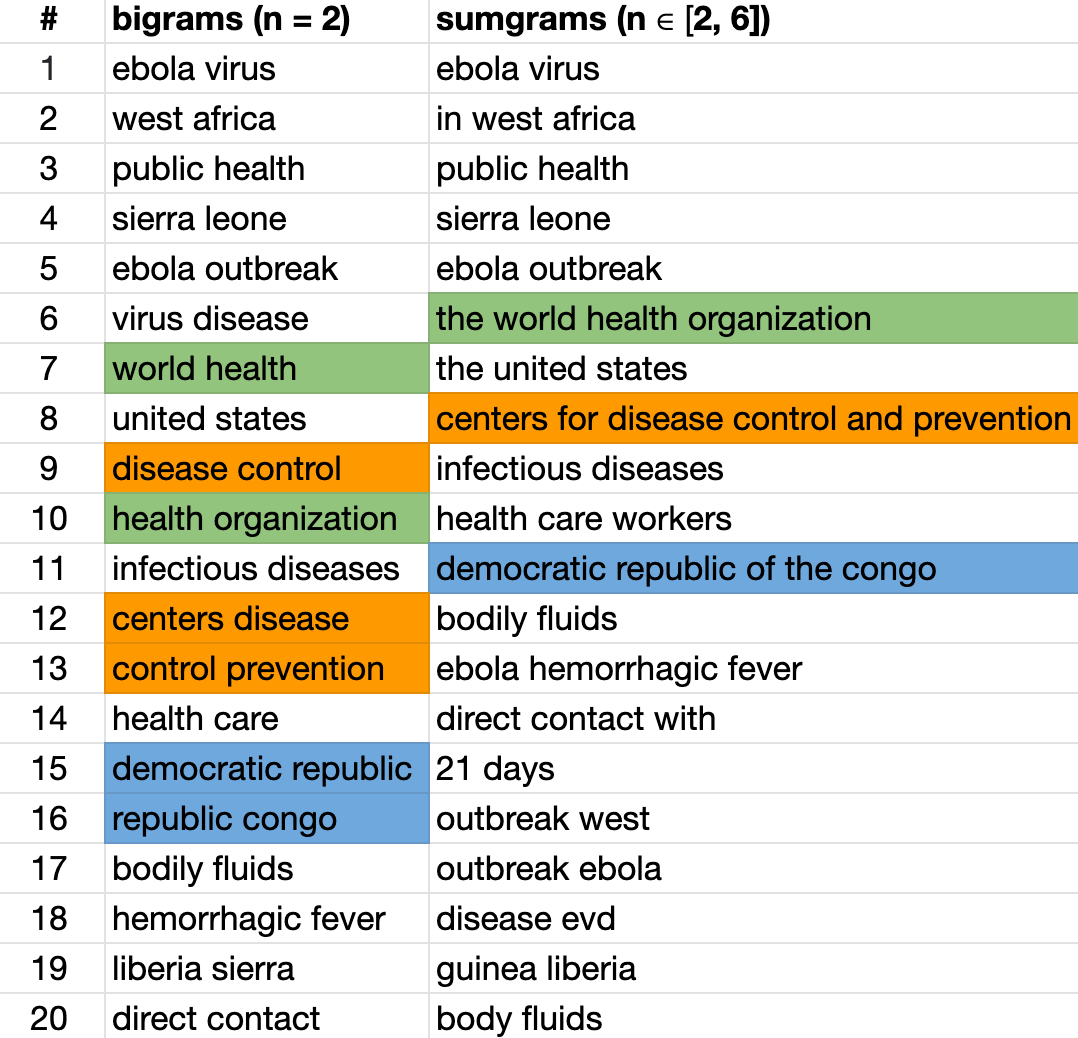 # bigrams (n = 2) sumgrams (n ∈ [2, 6])
1 ebola virus ebola virus
2 west africa in west africa
3 public health public health
4 sierra leone sierra leone
5 ebola outbreak ebola outbreak
6 virus disease the world health organization
7 world health the united states
8 united states centers for disease control and prevention
9 disease control infectious diseases
10 health organization health care workers
11 infectious diseases democratic republic of the congo
12 centers disease bodily fluids
13 control prevention ebola hemorrhagic fever
14 health care direct contact with
15 democratic republic 21 days
16 republic congo outbreak west
17 bodily fluids outbreak ebola
18 hemorrhagic fever disease evd
19 liberia sierra guinea liberia
20 direct contact body fluids